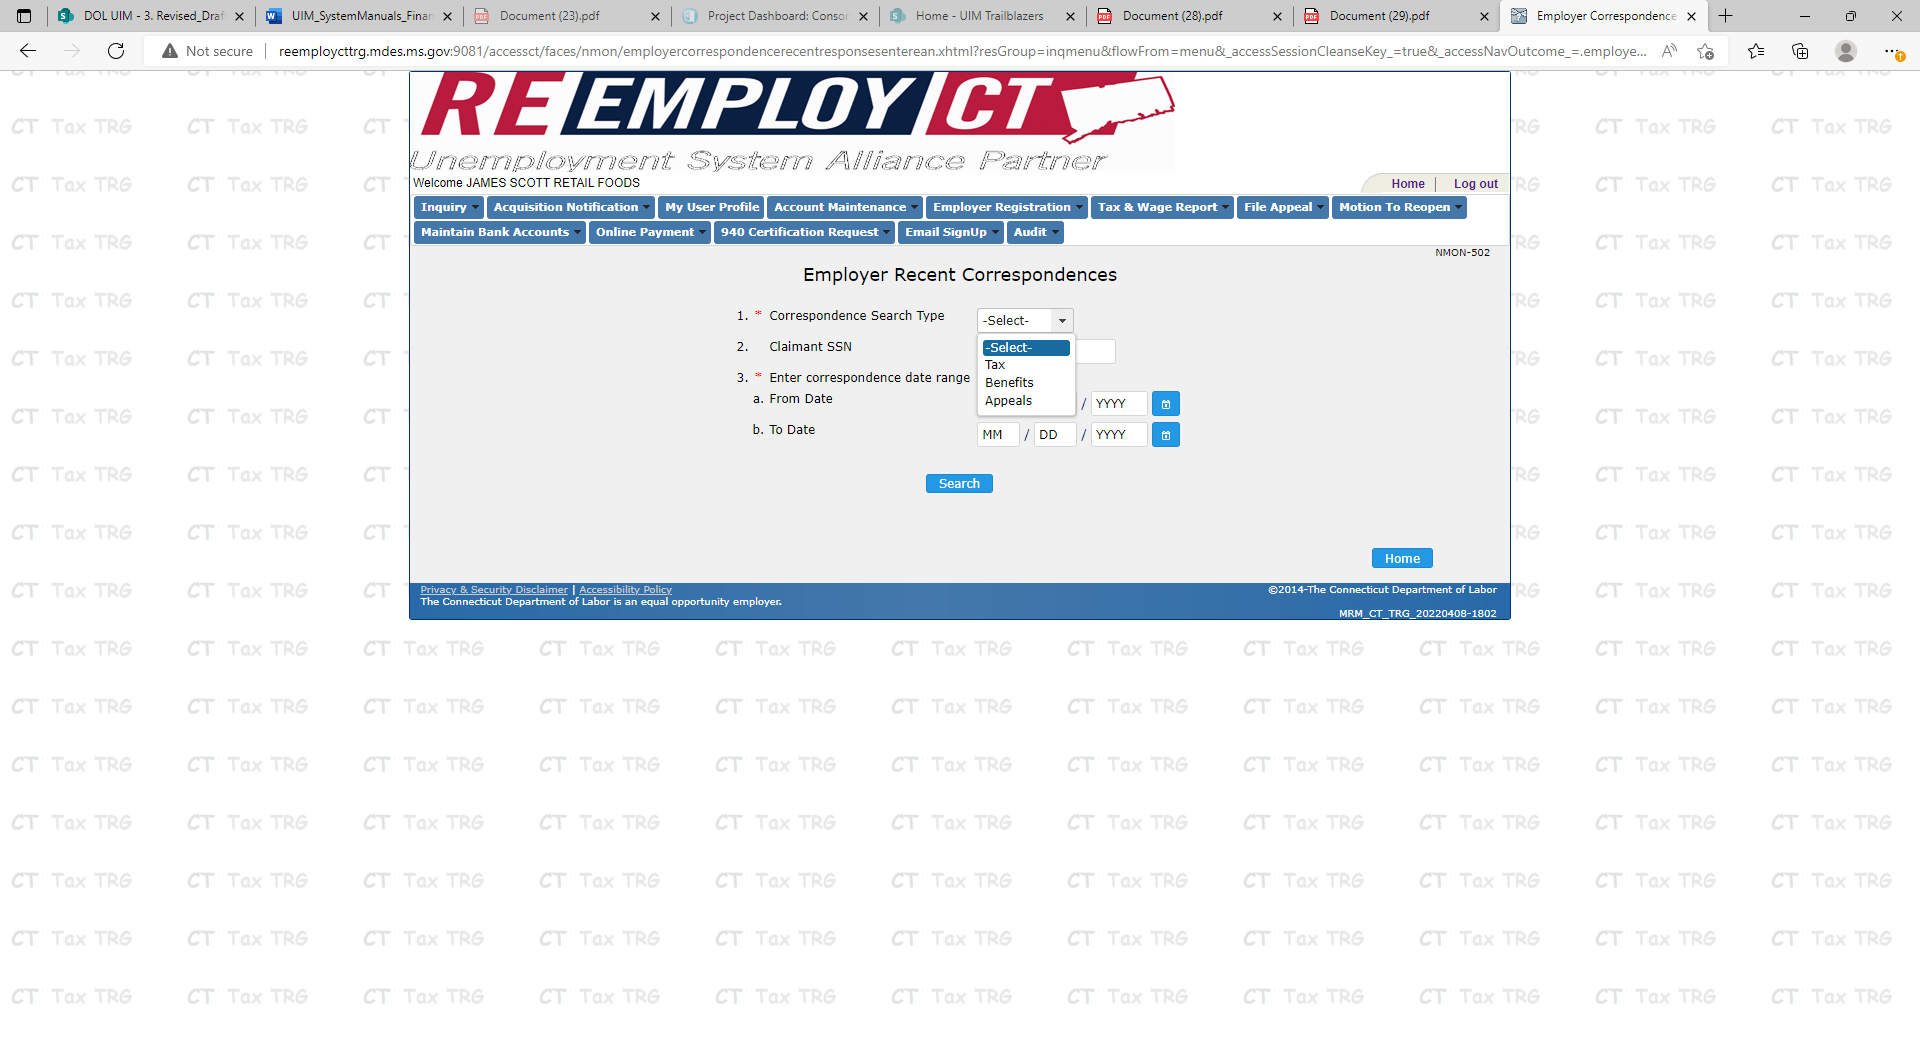 DOL UIM - 3. Revised_Draf
UIM_SystemManuals_Finan
Document (23).pdf
Project Dashboard: Conso
Home - UIM Trailblazers
Document (28).pdf
Document (29).pdf
Employer Correspondence
Not secure
reemploycttrg.mdes.ms.gov:9081/accessct/faces/nmon/employercorrespondencerecentresponsesenterean.xhtml?resGroup=inqmenu&flowFrom=menu&_accessSessionCleanseKey_=true&_accessNavOutcome_=.employe...
REEMPLOYCT
Unemployment System Alliance Partner
Welcome JAMES SCOTT RETAIL FOODS
Home | Log out
Inquiry Acquisition Notification My User Profile Account Maintenance Employer Registration Tax & Wage Report File Appeal Motion To Reopen
Maintain Bank Accounts Online Payment 940 Certification Request Email SignUp Audit
NMON-502
Employer Recent Correspondences
1. * Correspondence Search Type -Select-
-Select-
Tax
Benefits
Appeals
2. Claimant SSN
3. * Enter correspondence date range
a. From Date / YYYY
b. To Date MM / DD / YYYY
Search
Home
Privacy & Security Disclaimer | Accessibility Policy
©2014-The Connecticut Department of Labor
The Connecticut Department of Labor is an equal opportunity employer.
MRM_CT_TRG_20220408-1802
CT Tax TRG